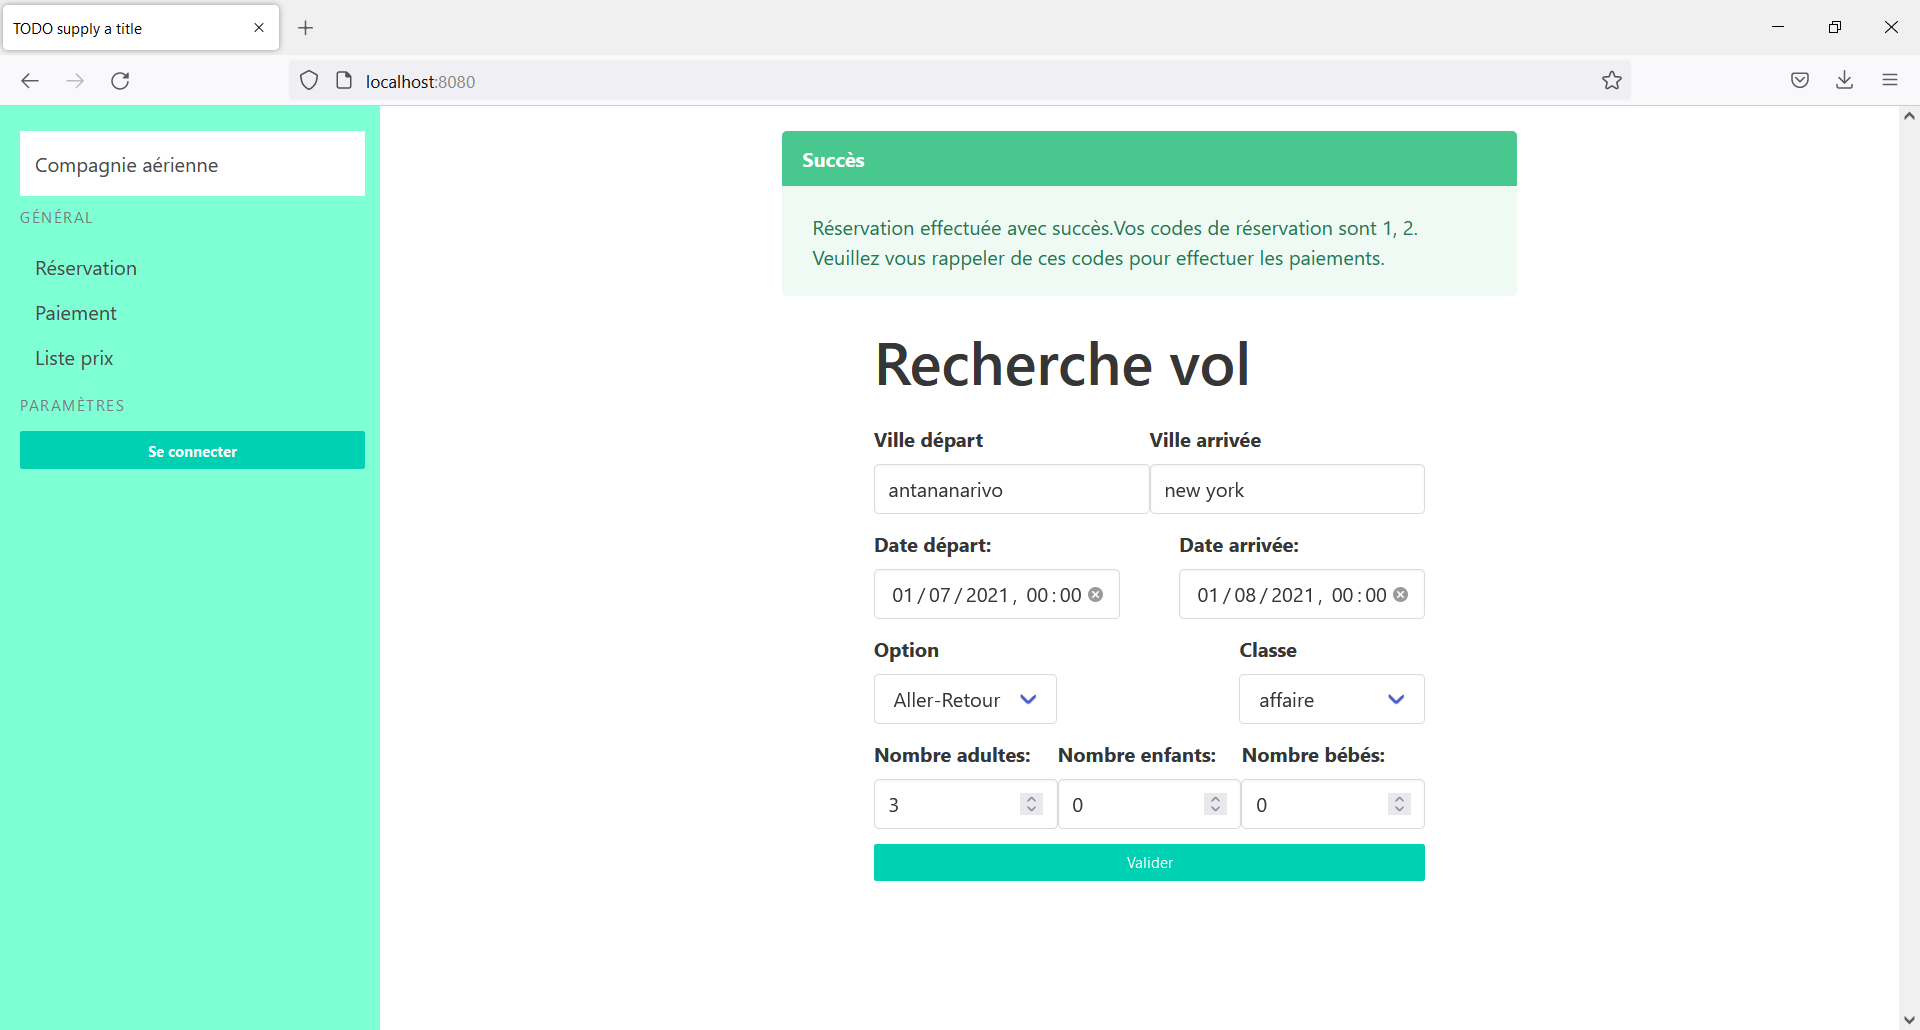 TODO supply a title
localhost:8080
Compagnie aérienne
GÉNÉRAL
Réservation
Paiement
Liste prix
PARAMÈTRES
Se connecter
Succès
Réservation effectuée avec succès.Vos codes de réservation sont 1, 2.
Veuillez vous rappeler de ces codes pour effectuer les paiements.
Recherche vol
Ville départ Ville arrivée
antananarivo new york
Date départ: Date arrivée:
01/07/2021, 00:00 01/08/2021, 00:00
Option Classe
Aller-Retour affaire
Nombre adultes: Nombre enfants: Nombre bébés:
3 0 0
Valider